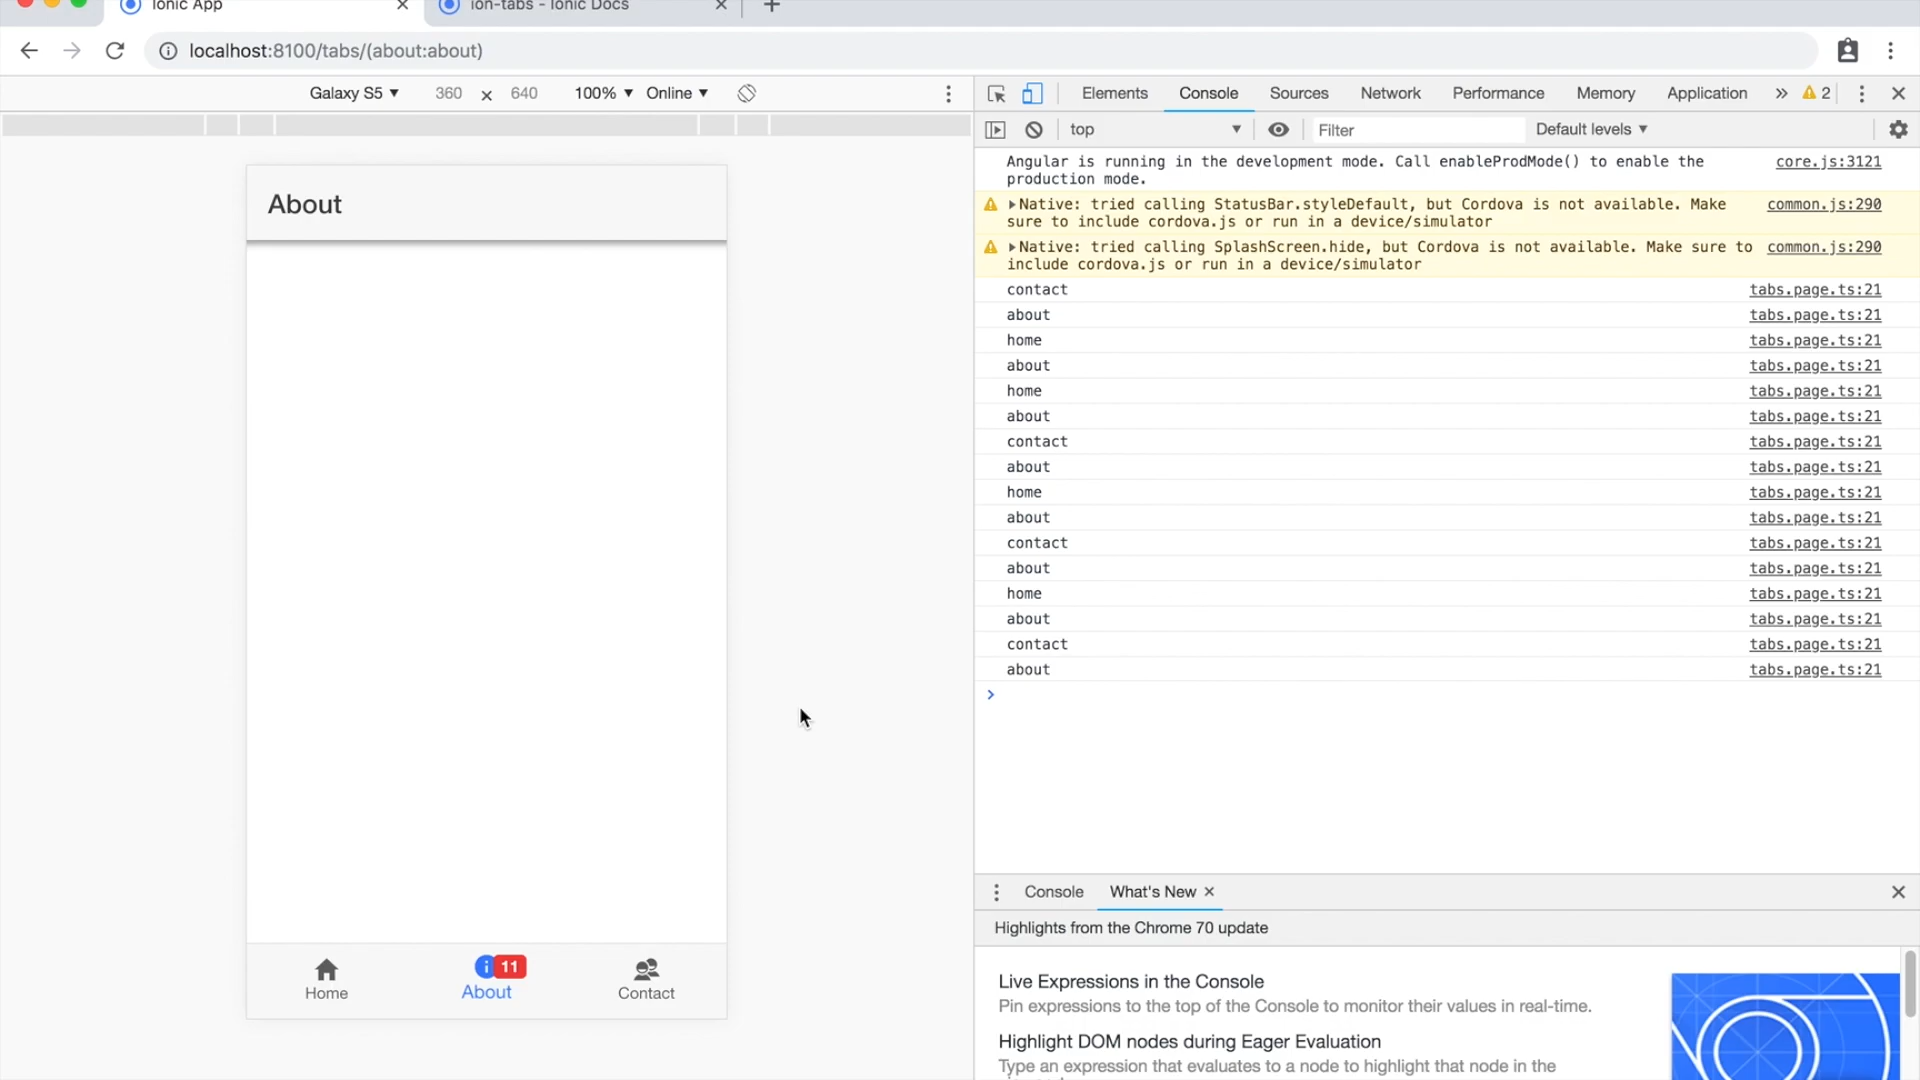 Ionic App
ion-tabs - Ionic Docs
localhost:8100/tabs/(about:about)
Galaxy S5 ▼ 360 × 640 100% ▼ Online ▼
Elements Console Sources Network Performance Memory Application » 2
top ▼ Filter Default levels ▼
Angular is running in the development mode. Call enableProdMode() to enable the core.js:3121
production mode.
Native: tried calling StatusBar.styleDefault, but Cordova is not available. Make common.js:290
sure to include cordova.js or run in a device/simulator
Native: tried calling SplashScreen.hide, but Cordova is not available. Make sure to common.js:290
include cordova.js or run in a device/simulator
contact tabs.page.ts:21
about tabs.page.ts:21
home tabs.page.ts:21
about tabs.page.ts:21
home tabs.page.ts:21
about tabs.page.ts:21
contact tabs.page.ts:21
about tabs.page.ts:21
home tabs.page.ts:21
about tabs.page.ts:21
contact tabs.page.ts:21
about tabs.page.ts:21
home tabs.page.ts:21
about tabs.page.ts:21
contact tabs.page.ts:21
about tabs.page.ts:21
About
11
Home About Contact
Console What's New
Highlights from the Chrome 70 update
Live Expressions in the Console
Pin expressions to the top of the Console to monitor their values in real-time.
Highlight DOM nodes during Eager Evaluation
Type an expression that evaluates to a node to highlight that node in the